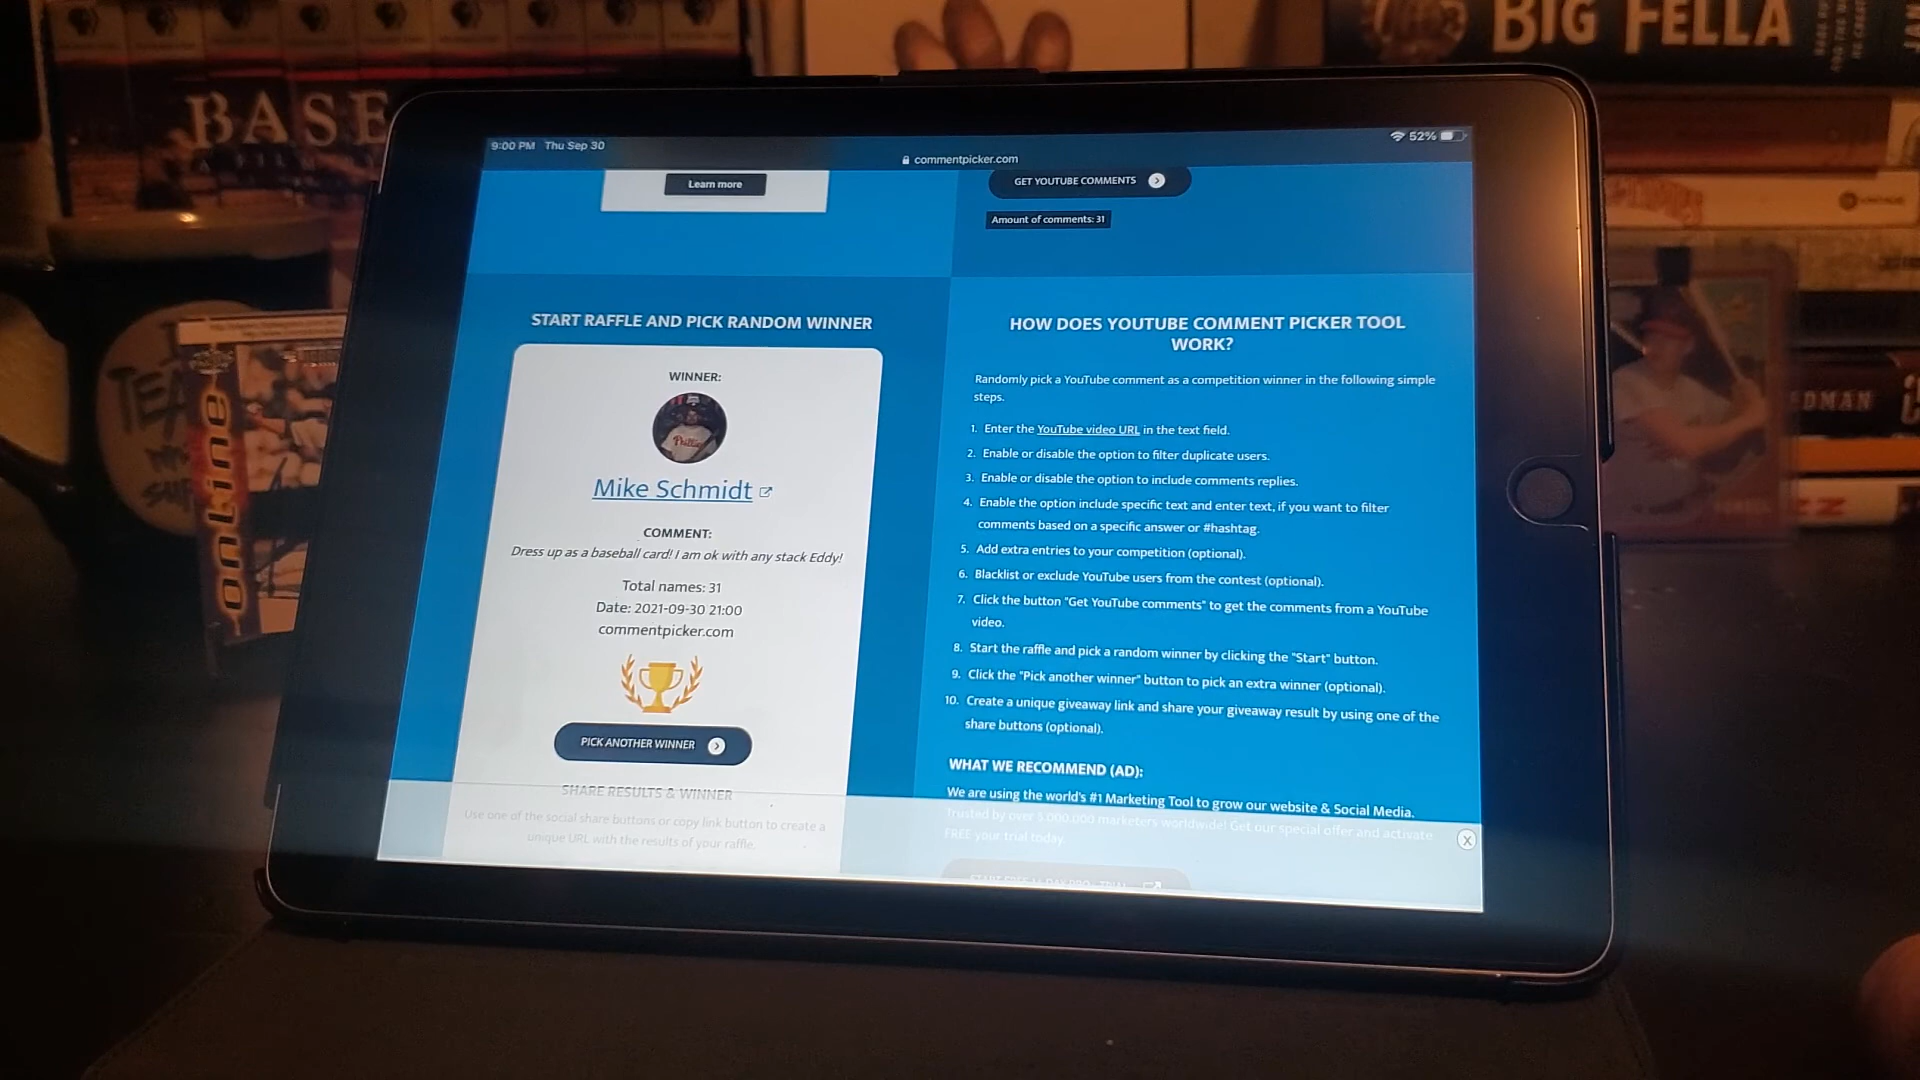 BIG FELLA
BASE
9:00 PM Thu Sep 30
52%
commentpicker.com
Learn more
GET YOUTUBE COMMENTS
Amount of comments: 31
START RAFFLE AND PICK RANDOM WINNER
WINNER:
Phillies
Mike Schmidt
COMMENT:
Dress up as a baseball card! I am ok with any stack Eddy!
Total names: 31
Date: 2021-09-30 21:00
commentpicker.com
PICK ANOTHER WINNER
SHARE RESULTS & WINNER
Use one of the social share buttons or copy link button to create a
unique URL with the results of your raffle.
HOW DOES YOUTUBE COMMENT PICKER TOOL
WORK?
Randomly pick a YouTube comment as a competition winner in the following simple
steps.
1. Enter the YouTube video URL in the text field.
2. Enable or disable the option to filter duplicate users.
3. Enable or disable the option to include comments replies.
4. Enable the option include specific text and enter text, if you want to filter
comments based on a specific answer or #hashtag.
5. Add extra entries to your competition (optional).
6. Blacklist or exclude YouTube users from the contest (optional).
7. Click the button "Get YouTube comments" to get the comments from a YouTube
video.
8. Start the raffle and pick a random winner by clicking the "Start" button.
9. Click the "Pick another winner" button to pick an extra winner (optional).
10. Create a unique giveaway link and share your giveaway result by using one of the
share buttons (optional).
WHAT WE RECOMMEND (AD):
We are using the world's #1 Marketing Tool to grow our website & Social Media.
Trusted by over 5.000.000 marketers worldwide! Get our special offer and activate
FREE your trial today
X
online
DMAN